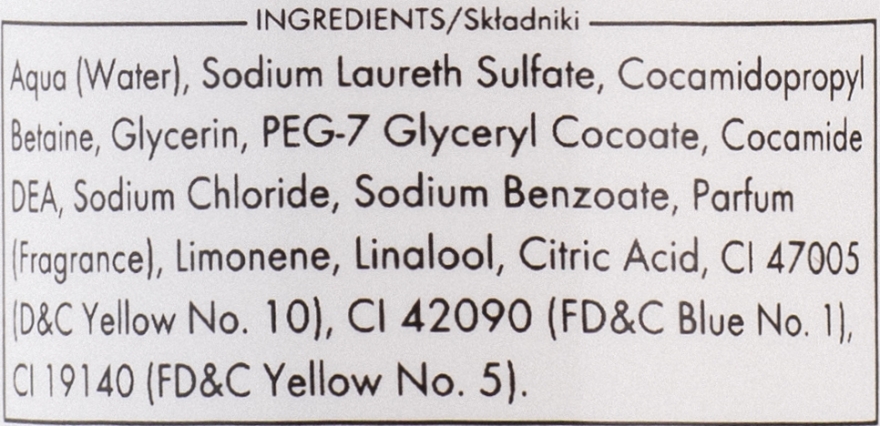 INGREDIENTS/Składniki
Aqua (Water), Sodium Laureth Sulfate, Cocamidopropyl
Betaine, Glycerin, PEG-7 Glyceryl Cocoate, Cocamide
DEA, Sodium Chloride, Sodium Benzoate, Parfum
(Fragrance), Limonene, Linalool, Citric Acid, CI 47005
(D&C Yellow No. 10), CI 42090 (FD&C Blue No. 1),
CI 19140 (FD&C Yellow No. 5).